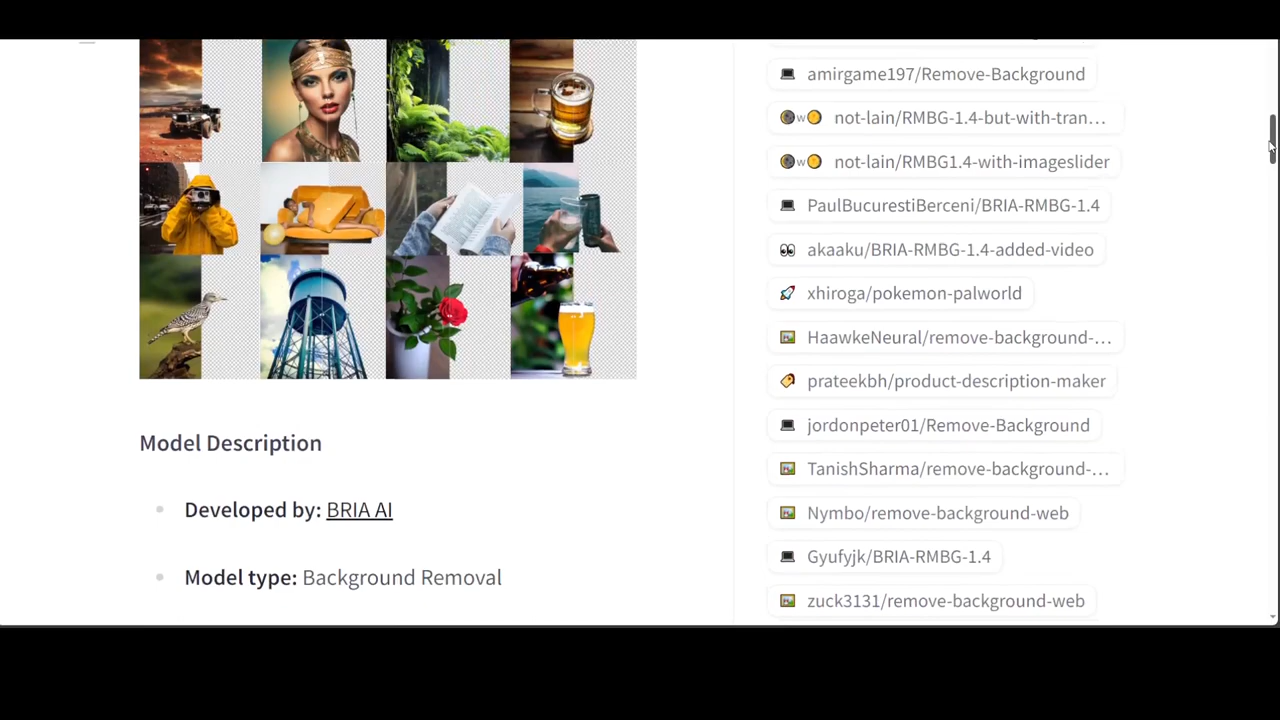 Model Description
Developed by: BRIA AI
Model type: Background Removal
amirgame197/Remove-Background
w not-lain/RMBG-1.4-but-with-tran…
w not-lain/RMBG1.4-with-imageslider
PaulBucurestiBerceni/BRIA-RMBG-1.4
akaaku/BRIA-RMBG-1.4-added-video
xhiroga/pokemon-palworld
HaawkeNeural/remove-background-…
prateekbh/product-description-maker
jordonpeter01/Remove-Background
TanishSharma/remove-background-…
Nymbo/remove-background-web
Gyufyjk/BRIA-RMBG-1.4
zuck3131/remove-background-web